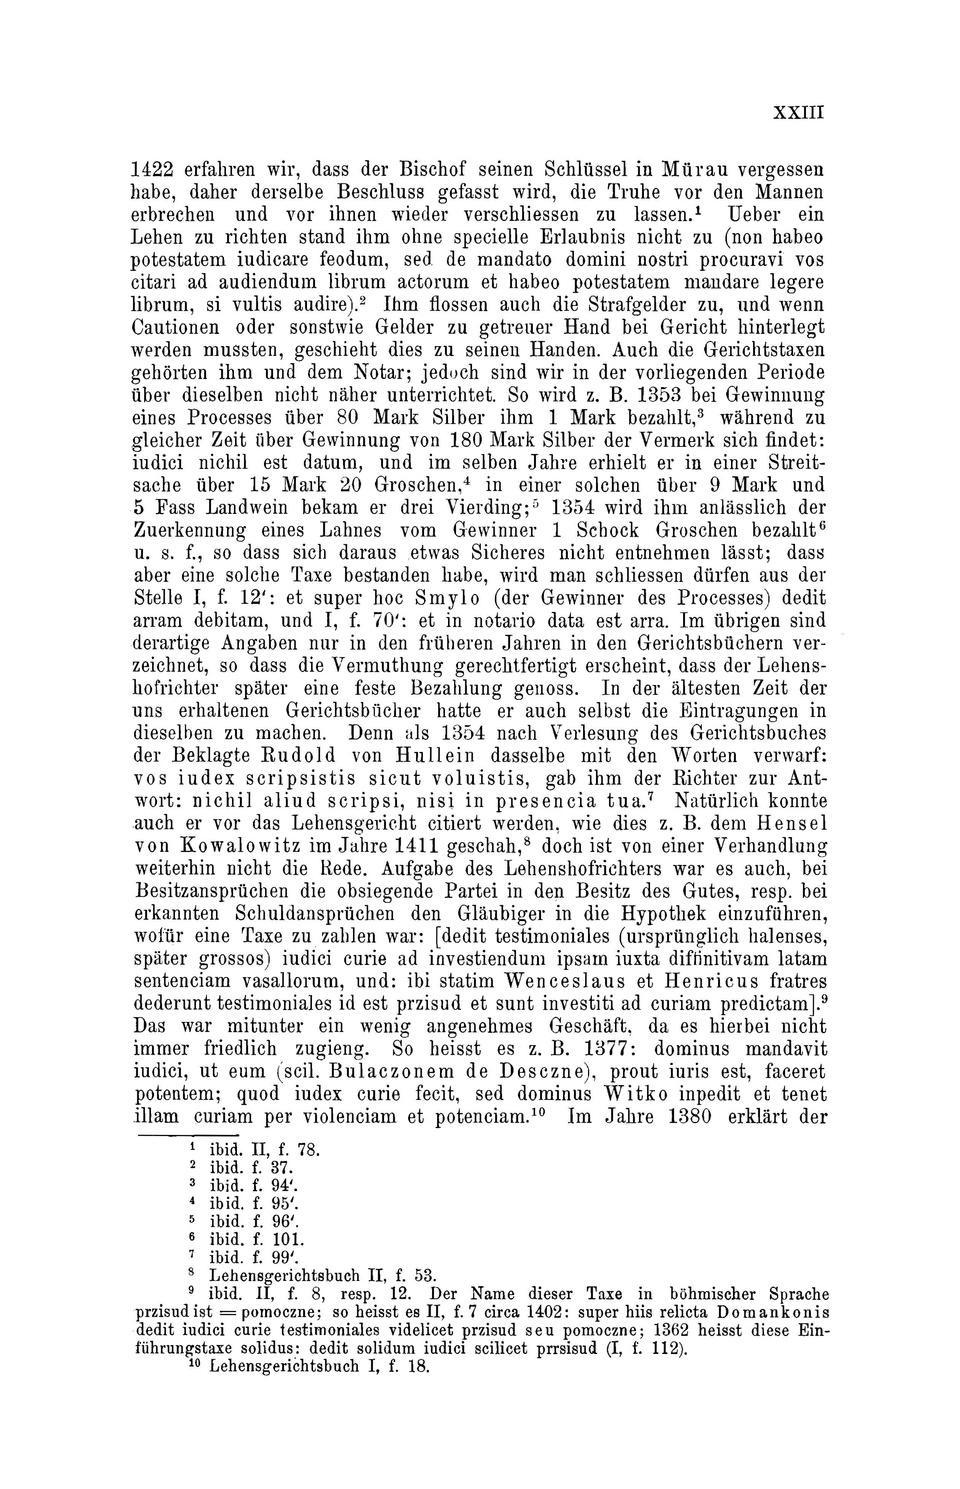 XXIII
1422 erfahren wir, dass der Bischof seinen Schlüssel in Mürau vergessen
habe, daher derselbe Beschluss gefasst wird, die Truhe vor den Mannen
erbrechen und vor ihnen wieder verschliessen zu lassen.¹ Ueber ein
Lehen zu richten stand ihm ohne specielle Erlaubnis nicht zu (non habeo
potestatem iudicare feodum, sed de mandato domini nostri procuravi vos
citari ad audiendum librum actorum et habeo potestatem mandare legere
librum, si vultis audire).² Ihm flossen auch die Strafgelder zu, und wenn
Cautionen oder sonstwie Gelder zu getreuer Hand bei Gericht hinterlegt
werden mussten, geschieht dies zu seinen Handen. Auch die Gerichtstaxen
gehörten ihm und dem Notar; jedoch sind wir in der vorliegenden Periode
über dieselben nicht näher unterrichtet. So wird z. B. 1353 bei Gewinnung
eines Processes über 80 Mark Silber ihm 1 Mark bezahlt,³ während zu
gleicher Zeit über Gewinnung von 180 Mark Silber der Vermerk sich findet:
iudici nichil est datum, und im selben Jahre erhielt er in einer Streit-
sache über 15 Mark 20 Groschen,⁴ in einer solchen über 9 Mark und
5 Fass Landwein bekam er drei Vierding;⁵ 1354 wird ihm anlässlich der
Zuerkennung eines Lahnes vom Gewinner 1 Schock Groschen bezahlt⁶
u. s. f., so dass sich daraus etwas Sicheres nicht entnehmen lässt; dass
aber eine solche Taxe bestanden habe, wird man schliessen dürfen aus der
Stelle I, f. 12': et super hoc Smylo (der Gewinner des Processes) dedit
arram debitam, und I, f. 70': et in notario data est arra. Im übrigen sind
derartige Angaben nur in den früheren Jahren in den Gerichtsbüchern ver-
zeichnet, so dass die Vermuthung gerechtfertigt erscheint, dass der Lehens-
hofrichter später eine feste Bezahlung genoss. In der ältesten Zeit der
uns erhaltenen Gerichtsbücher hatte er auch selbst die Eintragungen in
dieselben zu machen. Denn als 1354 nach Verlesung des Gerichtsbuches
der Beklagte Rudold von Hullein dasselbe mit den Worten verwarf:
vos iudex scripsistis sicut voluistis, gab ihm der Richter zur Ant-
wort: nichil aliud scripsi, nisi in presencia tua.⁷ Natürlich konnte
auch er vor das Lehensgericht citiert werden, wie dies z. B. dem Hensel
von Kowalowitz im Jahre 1411 geschah,⁸ doch ist von einer Verhandlung
weiterhin nicht die Rede. Aufgabe des Lehenshofrichters war es auch, bei
Besitzansprüchen die obsiegende Partei in den Besitz des Gutes, resp. bei
erkannten Schuldansprüchen den Gläubiger in die Hypothek einzuführen,
wofür eine Taxe zu zahlen war: [dedit testimoniales (ursprünglich halenses,
später grossos) iudici curie ad investiendum ipsam iuxta diffinitivam latam
sentenciam vasallorum, und: ibi statim Wenceslaus et Henricus fratres
dederunt testimoniales id est przisud et sunt investiti ad curiam predictam].⁹
Das war mitunter ein wenig angenehmes Geschäft, da es hierbei nicht
immer friedlich zugieng. So heisst es z. B. 1377: dominus mandavit
iudici, ut eum (scil. Bulaczonem de Desczne), prout iuris est, faceret
potentem; quod iudex curie fecit, sed dominus Witko inpedit et tenet
illam curiam per violenciam et potenciam.¹⁰ Im Jahre 1380 erklärt der
¹ ibid. II, f. 78.
² ibid. f. 37.
³ ibid. f. 94'.
⁴ ibid. f. 95'.
⁵ ibid. f. 96'.
⁶ ibid. f. 101.
⁷ ibid. f. 99'.
⁸ Lehensgerichtsbuch II, f. 53.
⁹ ibid. II, f. 8, resp. 12. Der Name dieser Taxe in böhmischer Sprache
przisud ist = pomoczne; so heisst es II, f. 7 circa 1402: super hiis relicta Domankonis
dedit iudici curie testimoniales videlicet przisud seu pomoczne; 1362 heisst diese Ein-
führungstaxe solidus: dedit solidum iudici scilicet prrsisud (I, f. 112).
¹⁰ Lehensgerichtsbuch I, f. 18.